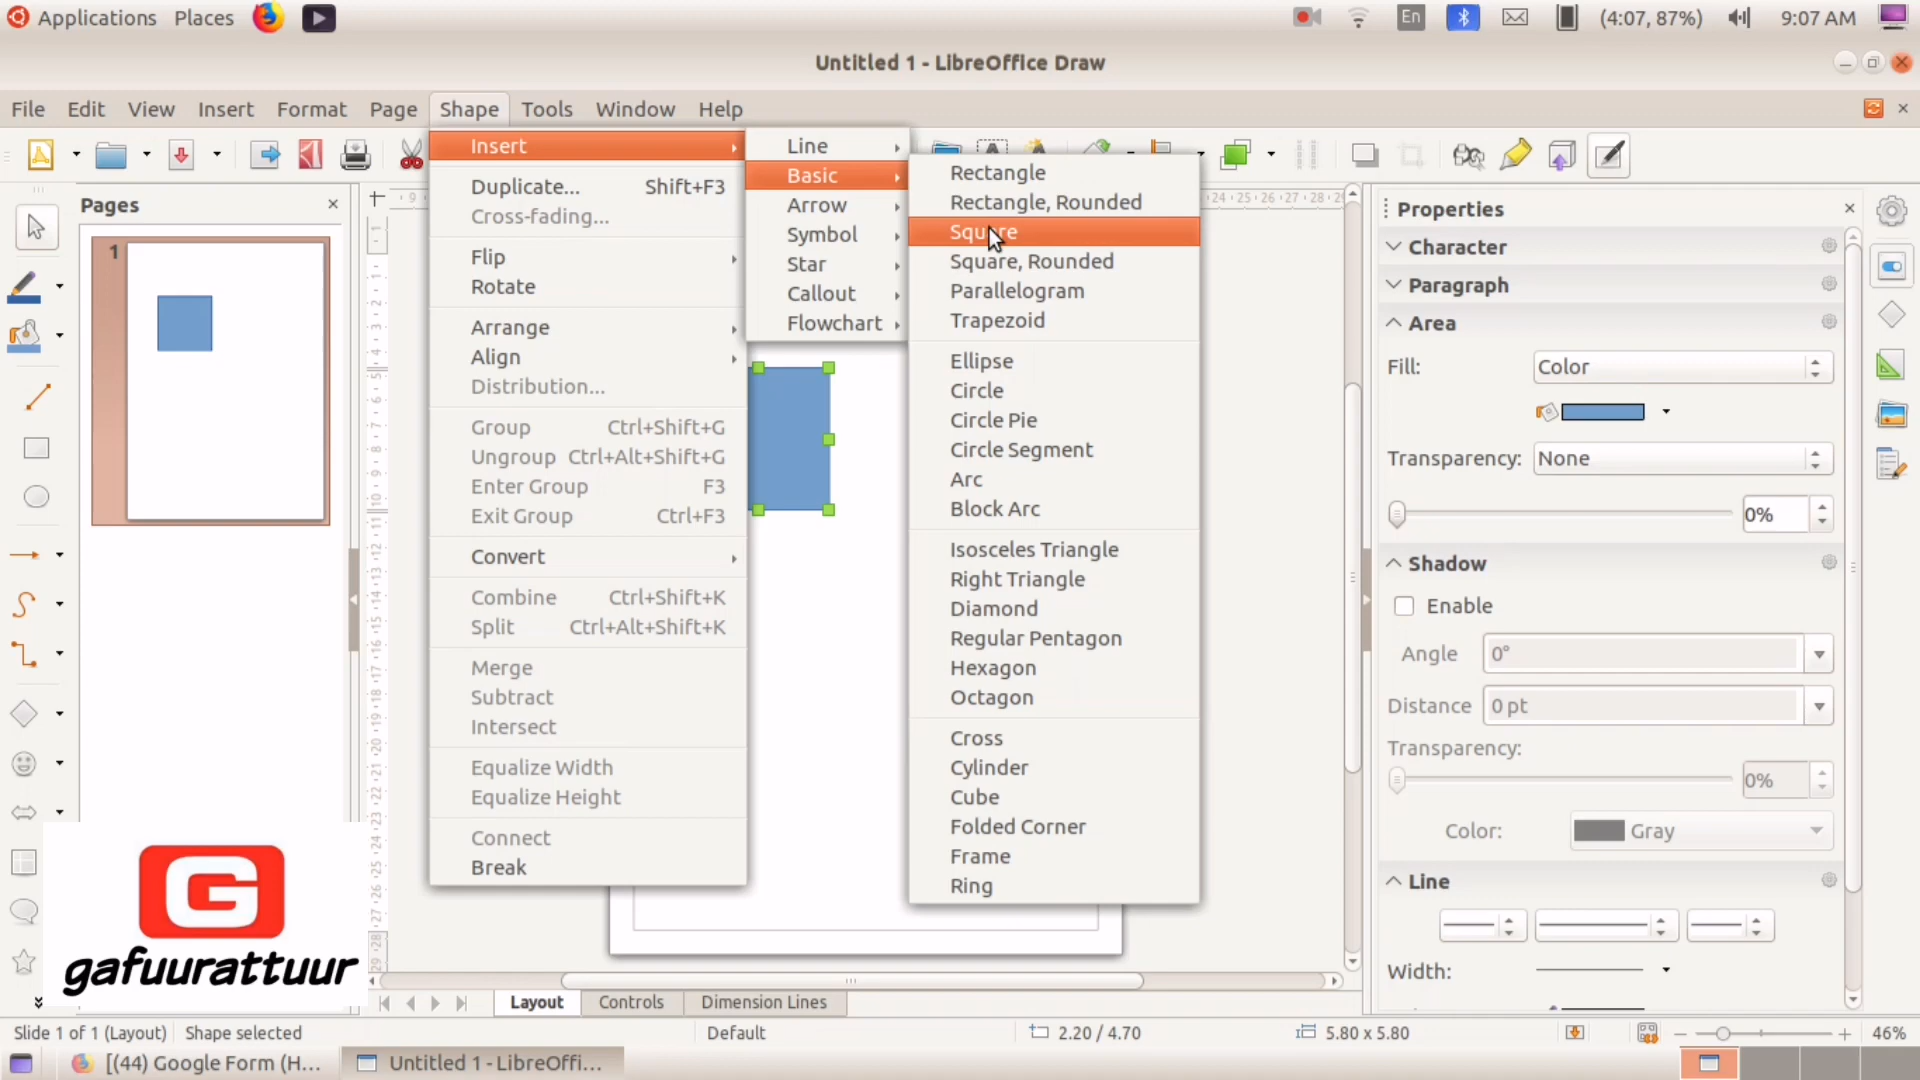 Applications Places En (4:07, 87%) 9:07 AM
Untitled 1 - LibreOffice Draw
File Edit View Insert Format Page Shape Tools Window Help
Insert
Duplicate... Shift+F3
Cross-fading...
Flip
Rotate
Arrange
Align
Distribution...
Group Ctrl+Shift+G
Ungroup Ctrl+Alt+Shift+G
Enter Group F3
Exit Group Ctrl+F3
Convert
Combine Ctrl+Shift+K
Split Ctrl+Alt+Shift+K
Merge
Subtract
Intersect
Equalize Width
Equalize Height
Connect
Break
Line
Basic
Arrow
Symbol
Star
Callout
Flowchart
Rectangle
Rectangle, Rounded
Square
Square, Rounded
Parallelogram
Trapezoid
Ellipse
Circle
Circle Pie
Circle Segment
Arc
Block Arc
Isosceles Triangle
Right Triangle
Diamond
Regular Pentagon
Hexagon
Octagon
Cross
Cylinder
Cube
Folded Corner
Frame
Ring
Pages
1
Properties
Character
Paragraph
Area
Fill: Color
Transparency: None
0%
Shadow
Enable
Angle 0°
Distance 0 pt
Transparency:
0%
Color: Gray
Line
Width:
G
gafuurattuur
Layout Controls Dimension Lines
Slide 1 of 1 (Layout) Shape selected Default 2.20 / 4.70 5.80 x 5.80 46%
[(44) Google Form (H... Untitled 1 - LibreOffi...